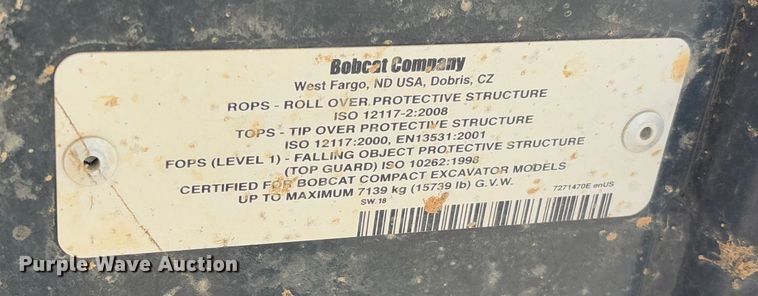 Bobcat Company
West Fargo, ND USA, Dobris, CZ
ROPS - ROLL OVER PROTECTIVE STRUCTURE
ISO 12117-2:2008
TOPS - TIP OVER PROTECTIVE STRUCTURE
ISO 12117:2000, EN13531:2001
FOPS (LEVEL 1) - FALLING OBJECT PROTECTIVE STRUCTURE
(TOP GUARD) ISO 10262:1998
CERTIFIED FOR BOBCAT COMPACT EXCAVATOR MODELS
UP TO MAXIMUM 7139 kg (15739 lb) G.V.W.
7271470E enUS
SW 18
Purple Wave Auction